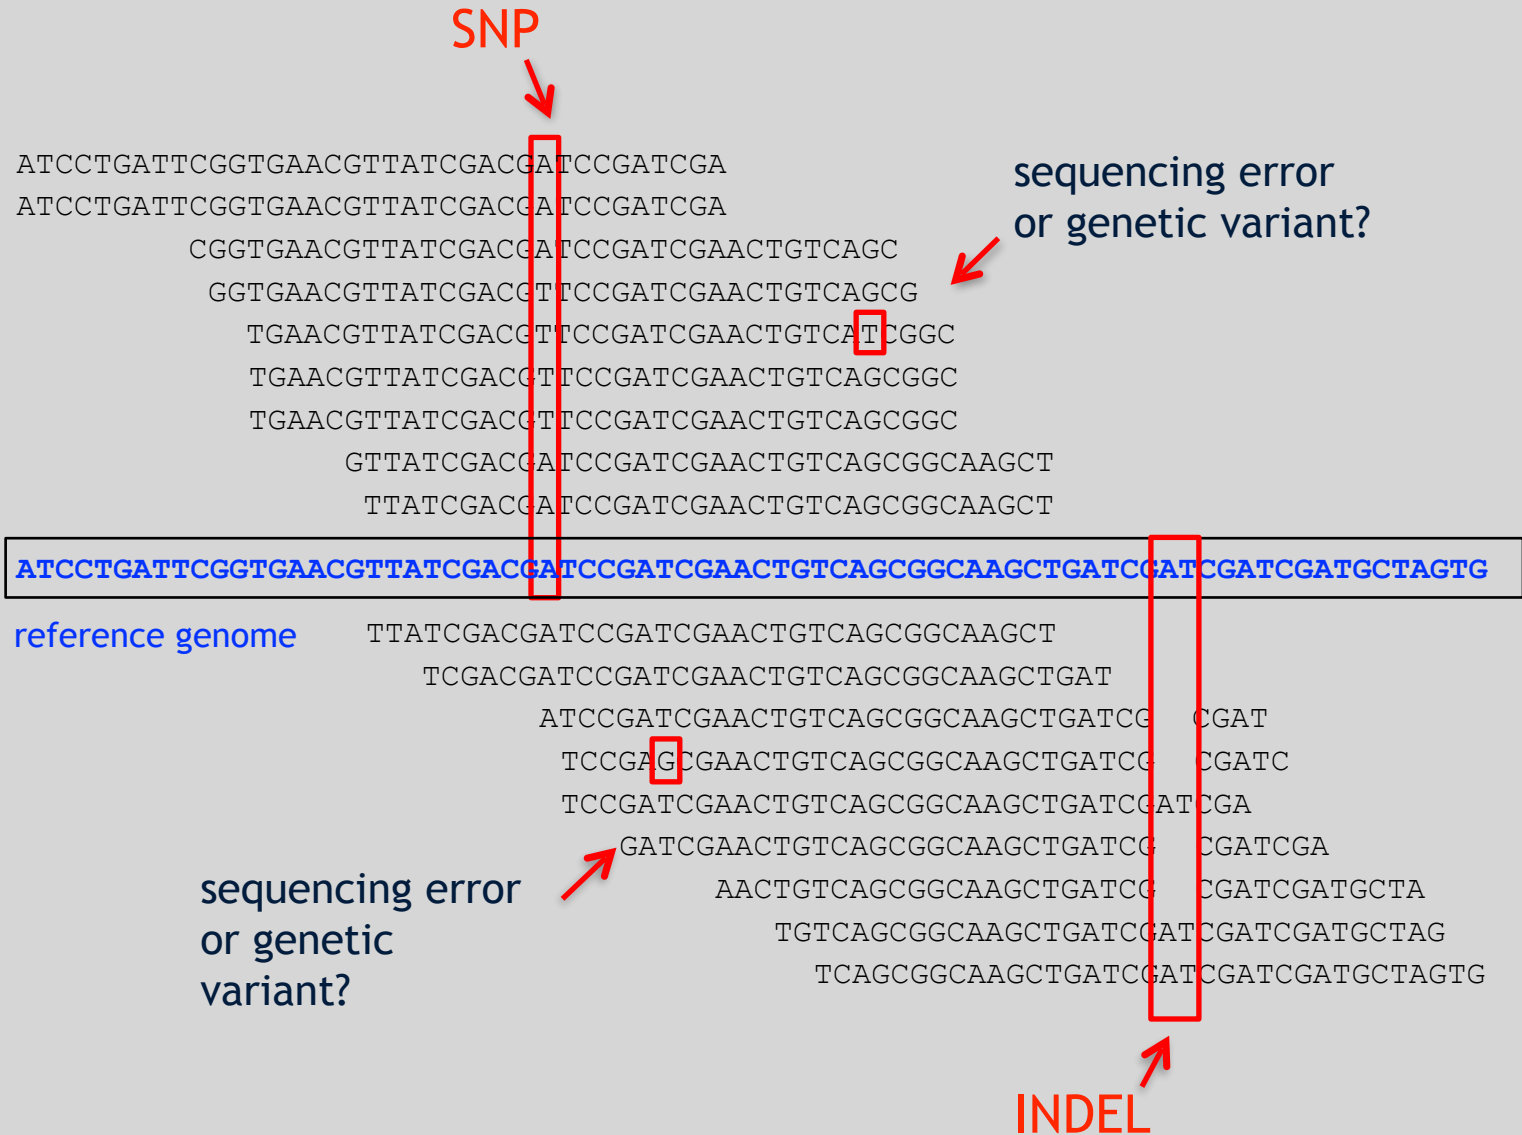 SNP
ATCCTGATTCGGTGAACGTTATCGACGATCCGATCGA
ATCCTGATTCGGTGAACGTTATCGACGATCCGATCGA
CGGTGAACGTTATCGACGATCCGATCGAACTGTCAGC
GGTGAACGTTATCGACGTTCCGATCGAACTGTCAGCG
TGAACGTTATCGACGTTCCGATCGAACTGTCATCGGC
TGAACGTTATCGACGTTCCGATCGAACTGTCAGCGGC
TGAACGTTATCGACGTTCCGATCGAACTGTCAGCGGC
GTTATCGACGATCCGATCGAACTGTCAGCGGCAAGCT
TTATCGACGATCCGATCGAACTGTCAGCGGCAAGCT
sequencing error
or genetic variant?
ATCCTGATTCGGTGAACGTTATCGACGATCCGATCGAACTGTCAGCGGCAAGCTGATCGATCGATCGATGCTAGTG
reference genome
TTATCGACGATCCGATCGAACTGTCAGCGGCAAGCT
TCGACGATCCGATCGAACTGTCAGCGGCAAGCTGAT
ATCCGATCGAACTGTCAGCGGCAAGCTGATCG CGAT
TCCGAGCGAACTGTCAGCGGCAAGCTGATCG CGATC
TCCGATCGAACTGTCAGCGGCAAGCTGATCGATCGA
GATCGAACTGTCAGCGGCAAGCTGATCG CGATCGA
AACTGTCAGCGGCAAGCTGATCG CGATCGATGCTA
TGTCAGCGGCAAGCTGATCGATCGATCGATGCTAG
TCAGCGGCAAGCTGATCGATCGATCGATGCTAGTG
sequencing error
or genetic
variant?
INDEL